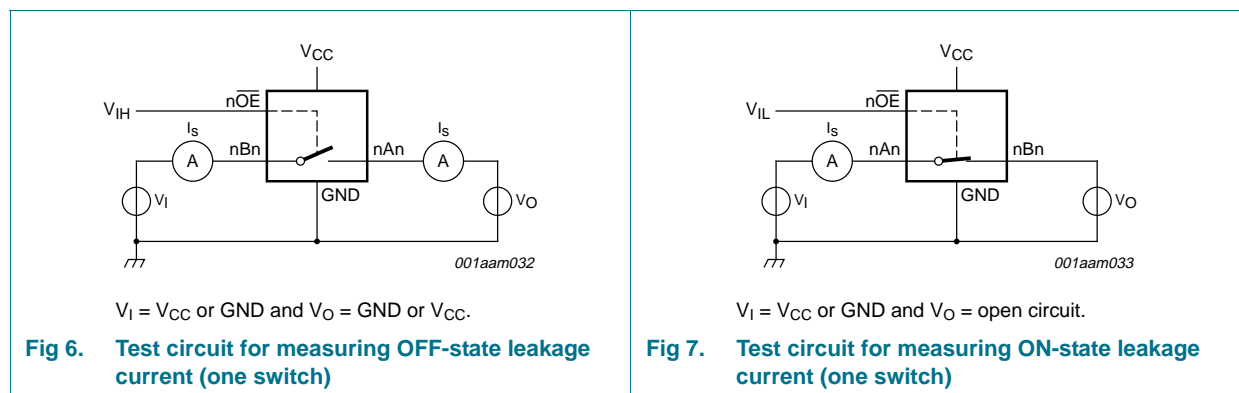 VCC
VIH
nOE
IS
A
nBn
nAn
IS
A
GND
VI
VO
001aam032
VI = VCC or GND and VO = GND or VCC.
Fig 6. Test circuit for measuring OFF-state leakage
current (one switch)
VCC
VIL
nOE
IS
A
nAn
nBn
GND
VI
VO
001aam033
VI = VCC or GND and VO = open circuit.
Fig 7. Test circuit for measuring ON-state leakage
current (one switch)